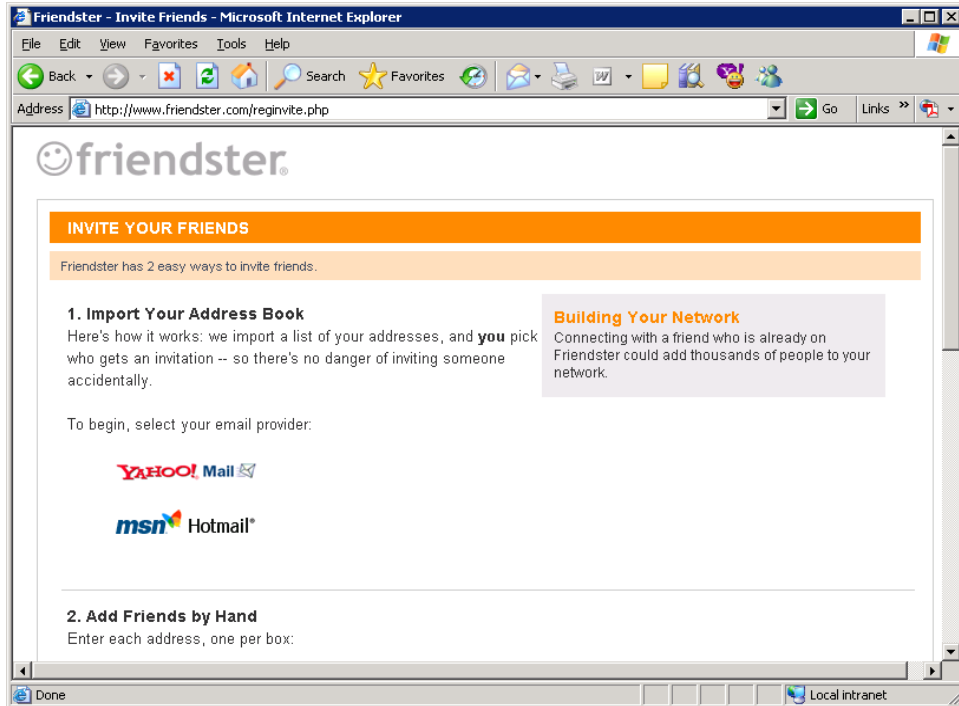 Friendster - Invite Friends - Microsoft Internet Explorer
File Edit View Favorites Tools Help
Back Search Favorites
Address http://www.friendster.com/reginvite.php Go Links »
friendster®
INVITE YOUR FRIENDS
Friendster has 2 easy ways to invite friends.
1. Import Your Address Book
Here's how it works: we import a list of your addresses, and you pick
who gets an invitation -- so there's no danger of inviting someone
accidentally.
Building Your Network
Connecting with a friend who is already on
Friendster could add thousands of people to your
network.
To begin, select your email provider:
YAHOO! Mail
msn Hotmail®
2. Add Friends by Hand
Enter each address, one per box:
Done Local intranet